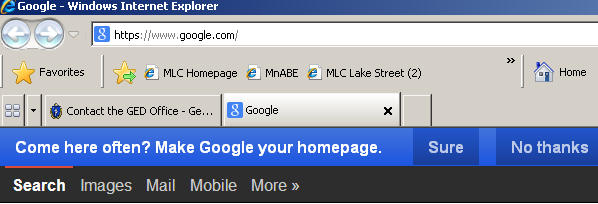 Google - Windows Internet Explorer
https://www.google.com/
Favorites MLC Homepage MnABE MLC Lake Street (2) » Home
Contact the GED Office - Ge... Google
Come here often? Make Google your homepage. Sure No thanks
Search Images Mail Mobile More »